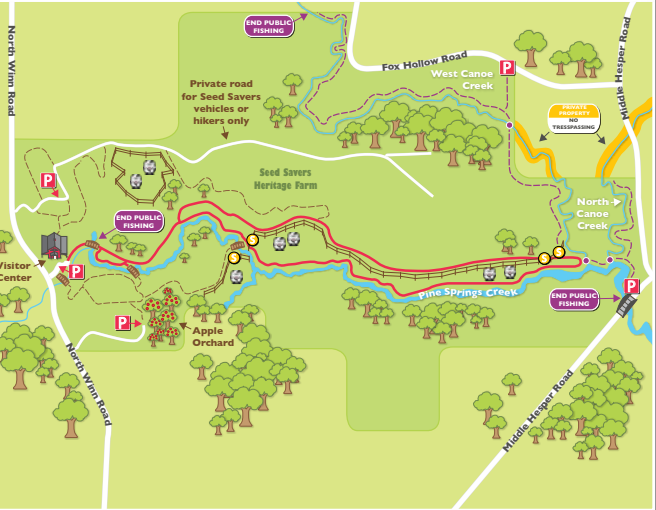 END PUBLIC
FISHING
North Winn Road
Fox Hollow Road
Middle Hesper Road
P
West Canoe
Creek
Private road
for Seed Savers
vehicles or
hikers only
PRIVATE
PROPERTY
NO
TRESSPASSING
Seed Savers
Heritage Farm
P
END PUBLIC
FISHING
North
Canoe
Creek
S
S
S
S
Visitor
Center
P
Pine Springs Creek
P
END PUBLIC
FISHING
P
Apple
Orchard
North Winn Road
Middle Hesper Road